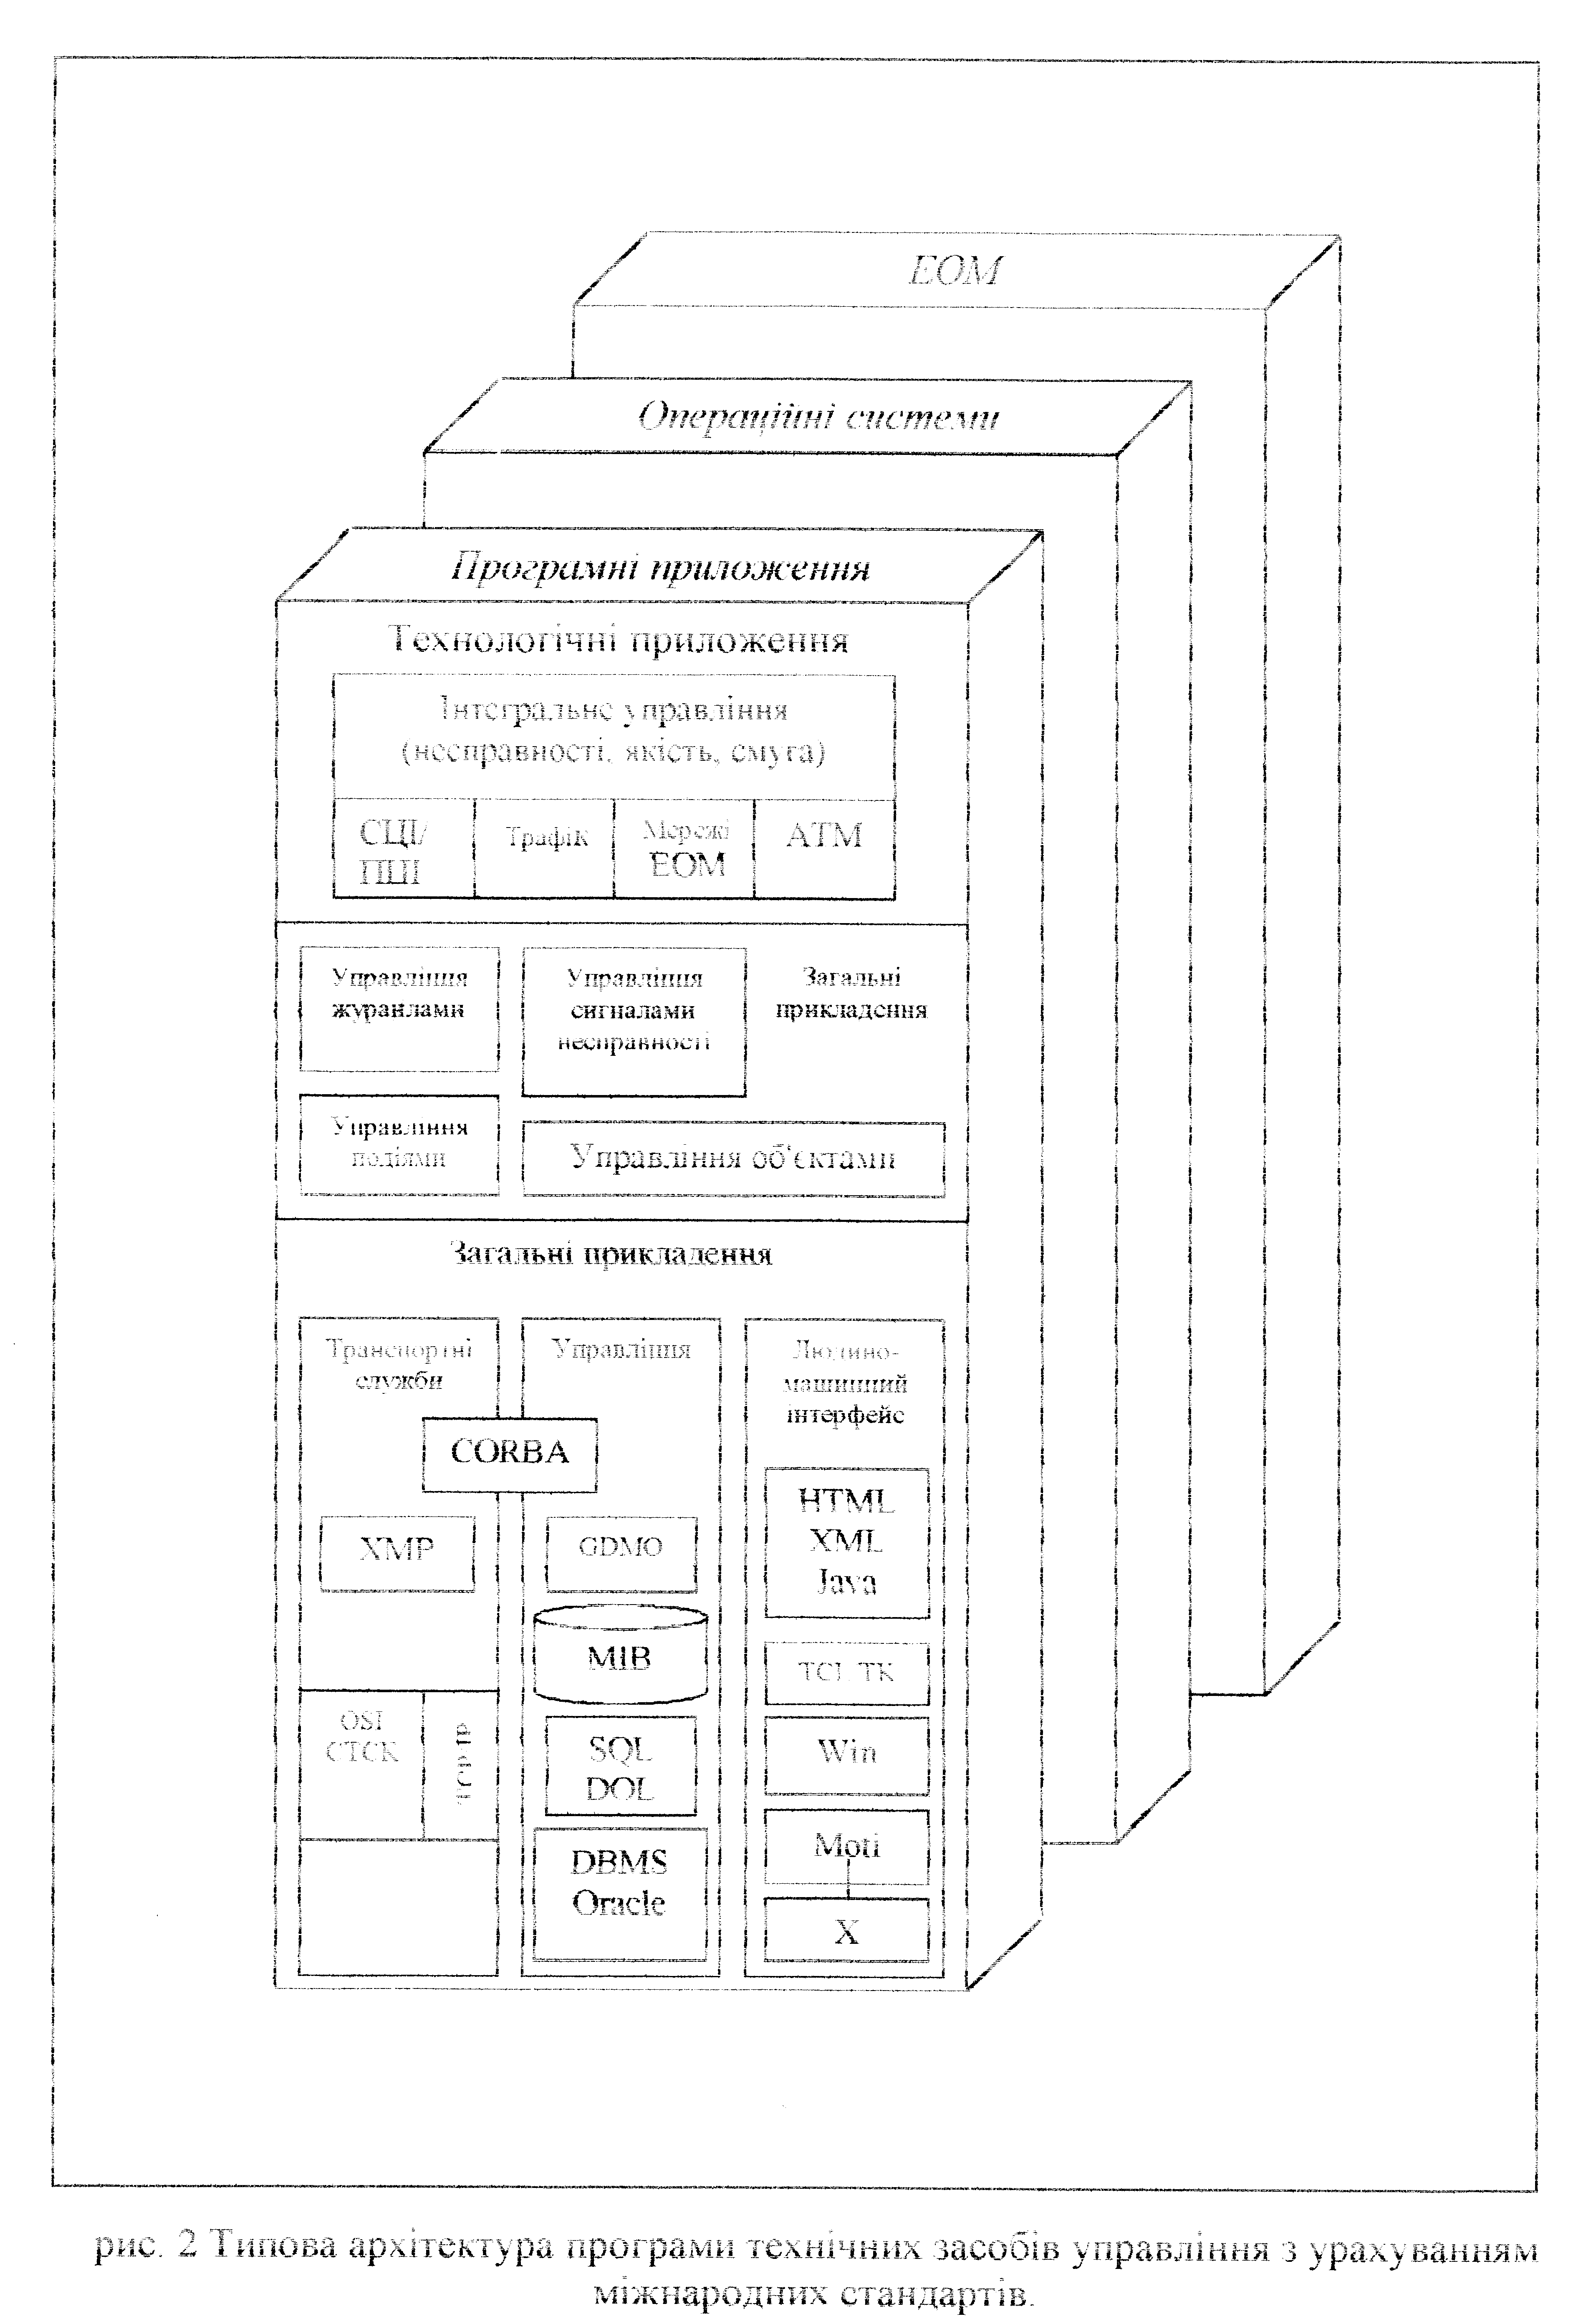 ЕОМ
Операційні системи
Програмні приложення
Технологічні приложення
Інтегральне управління
(несправності, якість, смуга)
СЦІ/
ПЦІ
Трафік
Мережі
ЕОМ
АТМ
Управління
журналами
Управління
сигналами
несправності
Загальні
прикладення
Управління
подіями
Управління об'єктами
Загальні прикладення
Транспортні
служби
Управління
Людино-
машинний
інтерфейс
CORBA
HTML
XML
Java
XMP
GDMO
MIB
TCL TK
OSI
СТСК
TCP IP
SQL
DOL
Win
DBMS
Oracle
Moti
X
рис. 2 Типова архітектура програми технічних засобів управління з урахуванням
міжнародних стандартів.